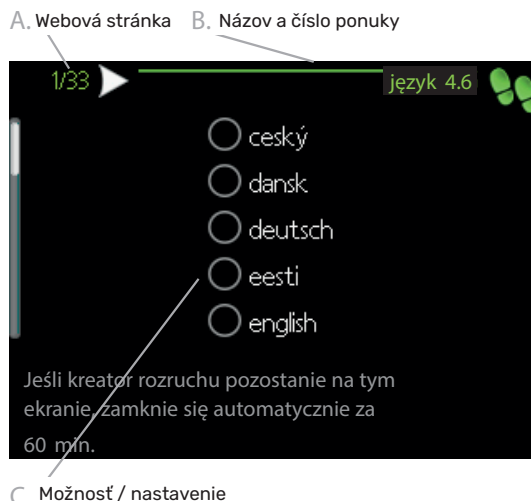 A. Webová stránka B. Názov a číslo ponuky
1/33 język 4.6
ceský
dansk
deutsch
eesti
english
Jeśli kreator rozruchu pozostanie na tym
ekranie, zamknie się automatycznie za
60 min.
C Možnosť / nastavenie